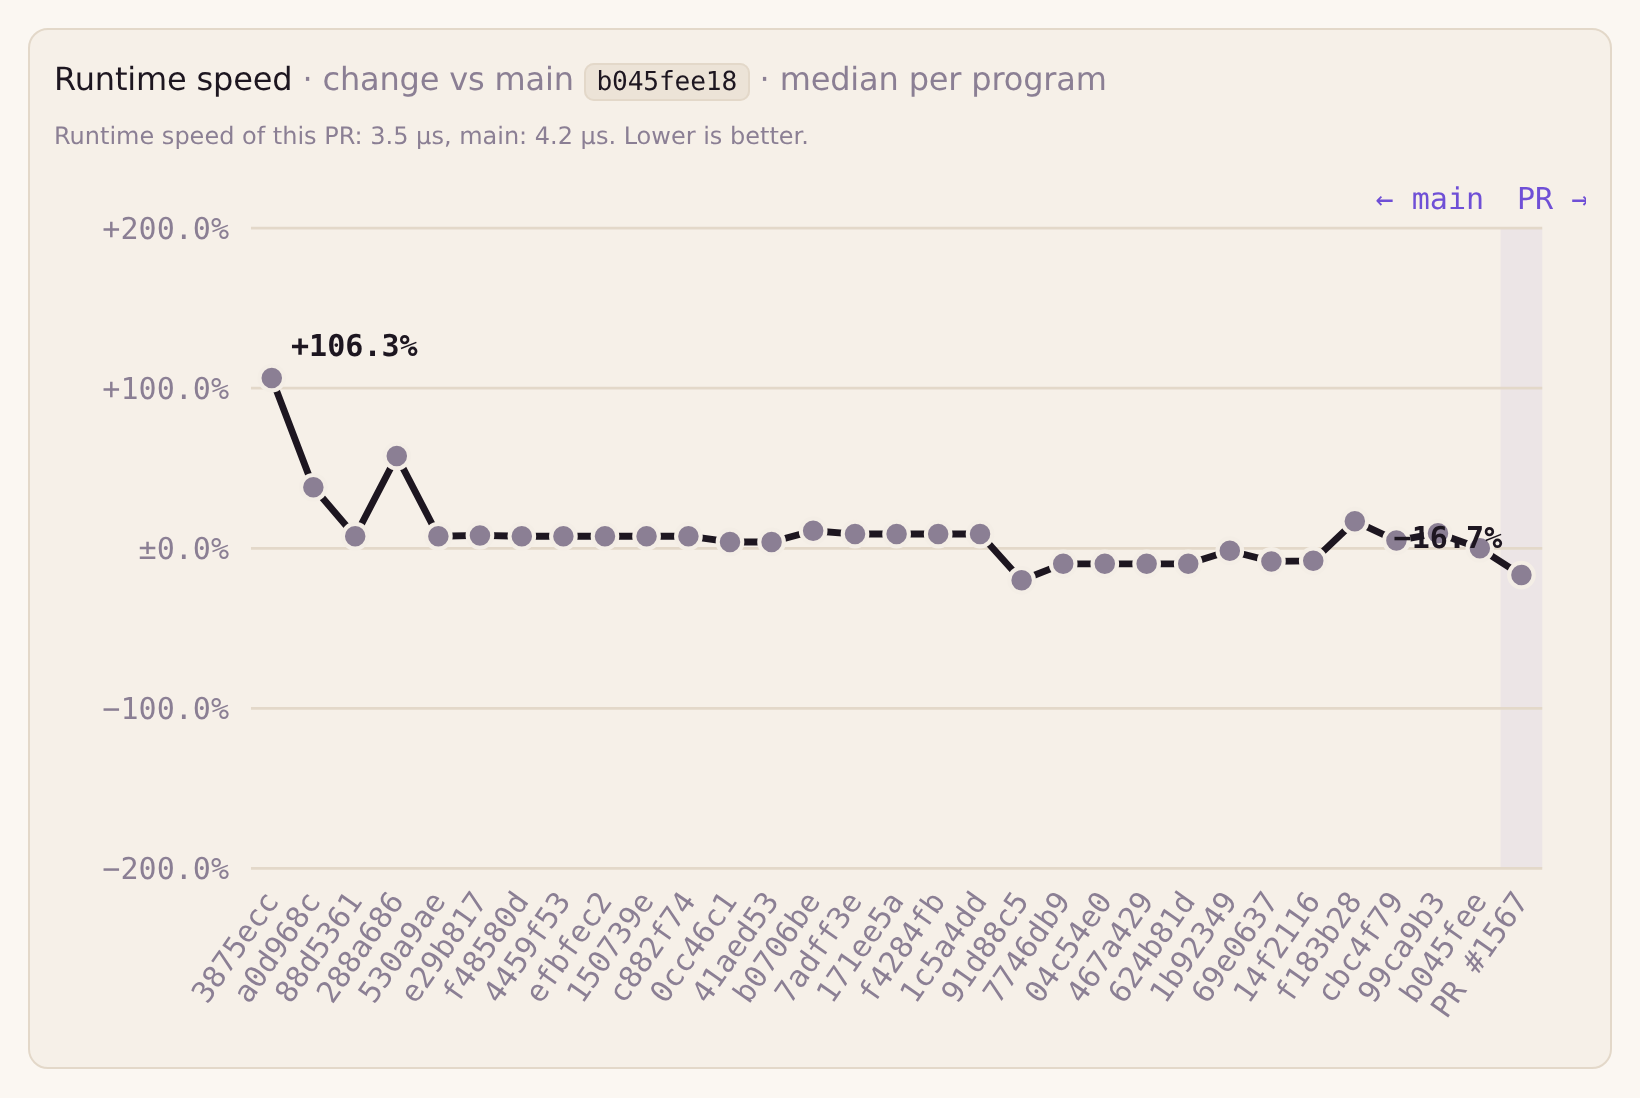 Runtime speed · change vs main b045fee18 · median per program
Runtime speed of this PR: 3.5 µs, main: 4.2 µs. Lower is better.
← main PR →
+200.0%
+106.3%
+100.0%
±0.0%
−16.7%
−100.0%
−200.0%
3875ecc
a0d968c
88d5361
288a686
530a9ae
e29b817
f48580d
4459f53
efbfec2
150739e
c882f74
0cc46c1
41aed53
b0706be
7adff3e
171ee5a
f4284fb
1c5a4dd
91d88c5
7746db9
04c54e0
467a429
624b81d
1b92349
69e0637
14f2116
f183b28
cbc4f79
99ca9b3
b045fee
PR #1567